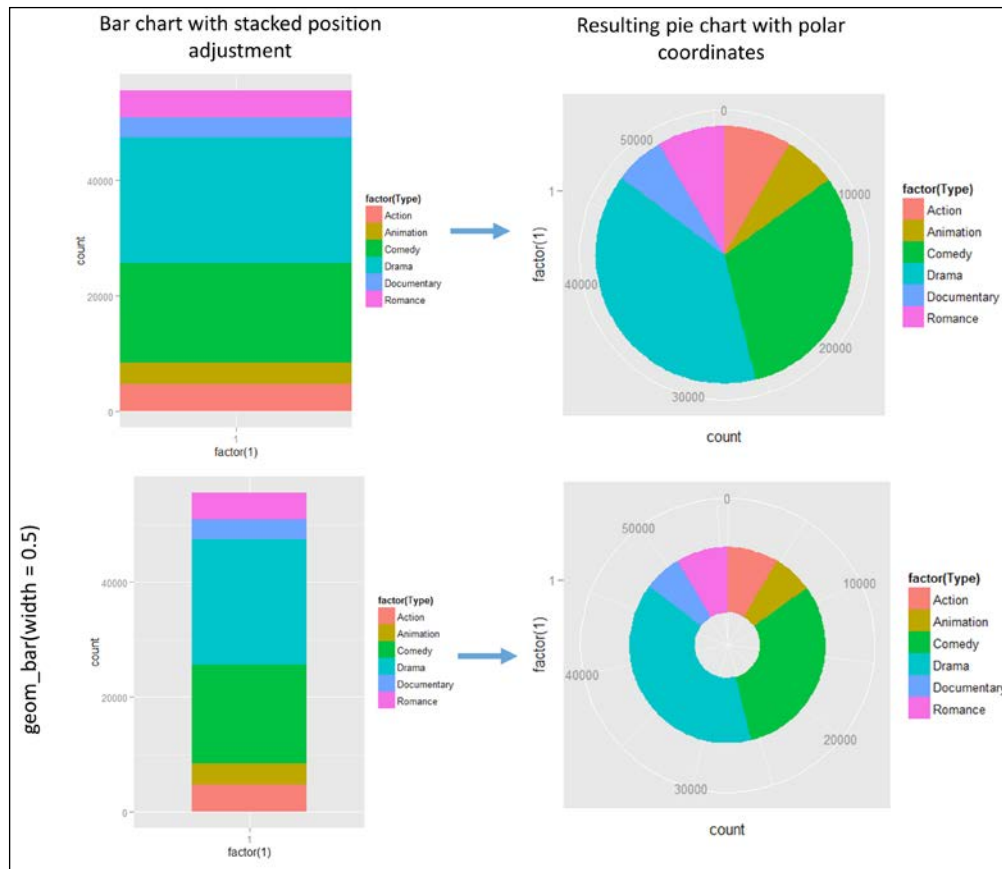 Bar chart with stacked position
adjustment
Resulting pie chart with polar
coordinates
40000
20000
0
count
1
factor(1)
factor(Type)
Action
Animation
Comedy
Drama
Documentary
Romance
0
10000
20000
30000
40000
50000
1
factor(1)
count
factor(Type)
Action
Animation
Comedy
Drama
Documentary
Romance
geom_bar(width = 0.5)
40000
20000
0
count
1
factor(1)
factor(Type)
Action
Animation
Comedy
Drama
Documentary
Romance
0
10000
20000
30000
40000
50000
1
factor(1)
count
factor(Type)
Action
Animation
Comedy
Drama
Documentary
Romance